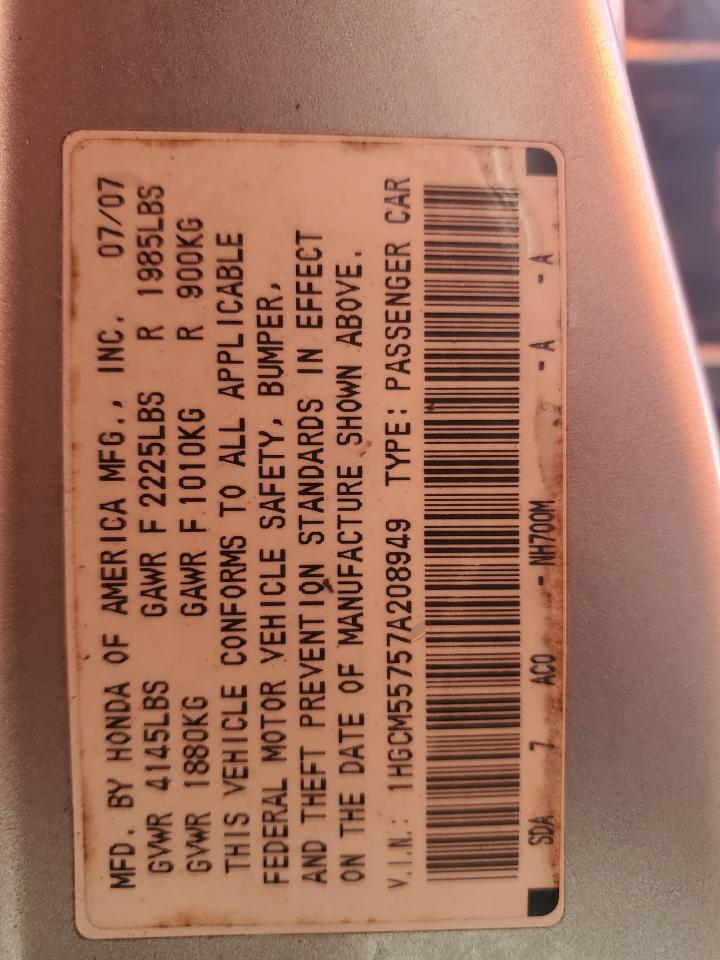 MFD. BY HONDA OF AMERICA MFG., INC. 07/07
GVWR 4145LBS GAWR F 2225LBS R 1985LBS
GVWR 1880KG GAWR F 1010KG R 900KG
THIS VEHICLE CONFORMS TO ALL APPLICABLE
FEDERAL MOTOR VEHICLE SAFETY, BUMPER,
AND THEFT PREVENTION STANDARDS IN EFFECT
ON THE DATE OF MANUFACTURE SHOWN ABOVE.
V.I.N.: 1HGCM55757A208949 TYPE: PASSENGER CAR
SDA 7 AC0 - NH700M - A - A